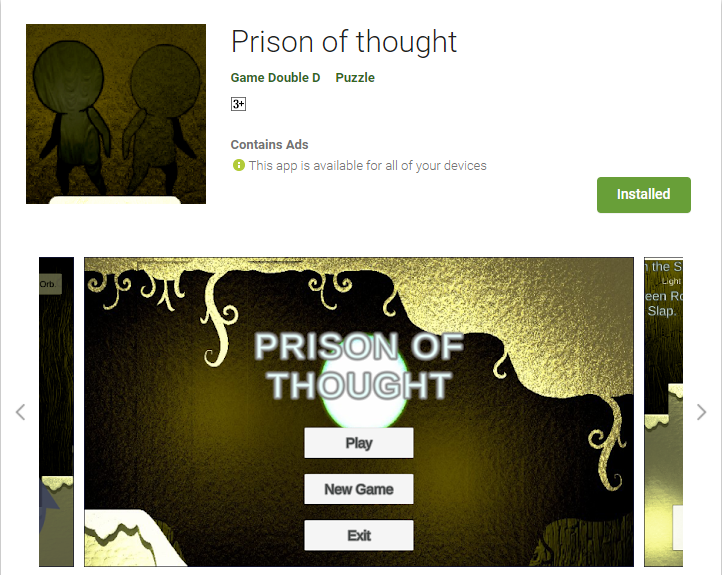 Prison of thought
Game Double D Puzzle
3+
Contains Ads
This app is available for all of your devices
Installed
Orb.
PRISON OF
THOUGHT
Play
New Game
Exit
n the S
Light
een Ro
Slap.